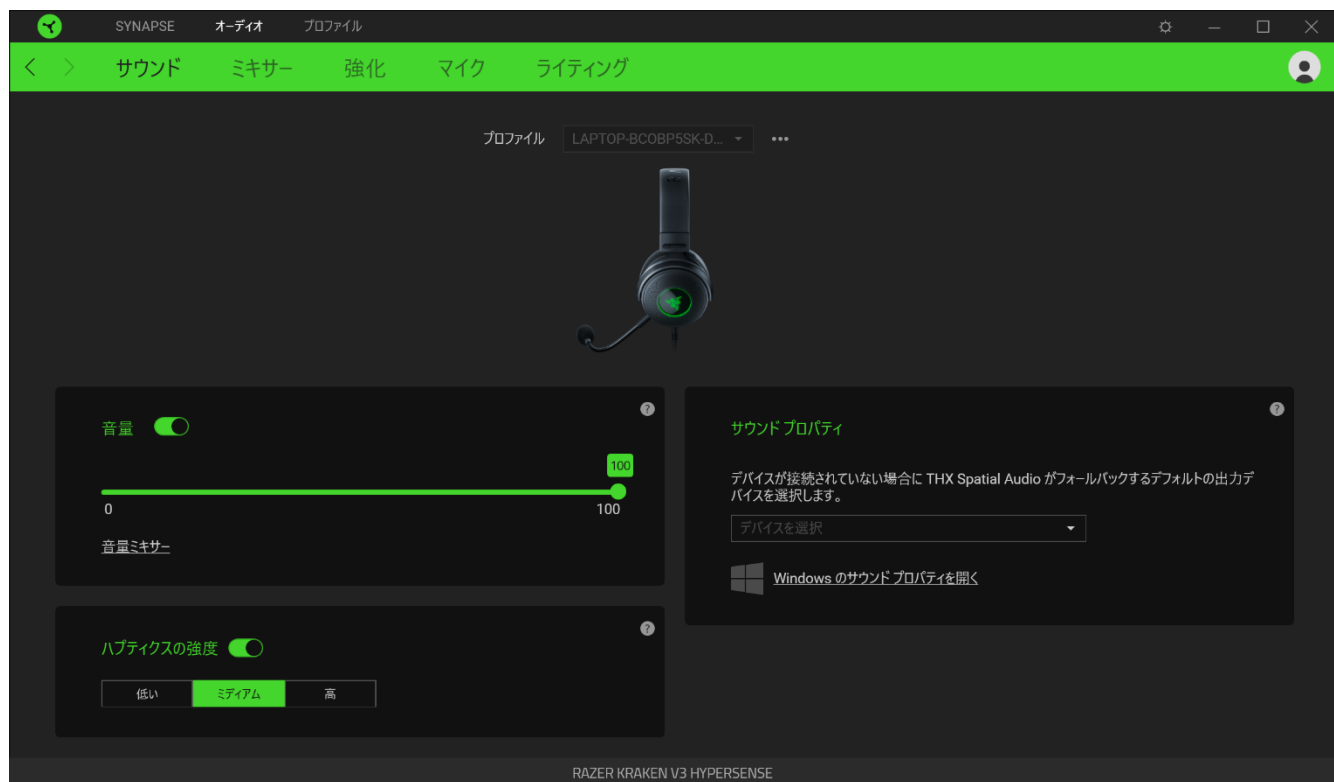 SYNAPSE オーディオ プロファイル
サウンド ミキサー 強化 マイク ライティング
プロファイル LAPTOP-BCOBP5SK-D...
音量
100
0 100
音量ミキサー
ハプティクスの強度
低い ミディアム 高
サウンド プロパティ
デバイスが接続されていない場合に THX Spatial Audio がフォールバックするデフォルトの出力デ
バイスを選択します。
デバイスを選択
Windows のサウンド プロパティを開く
RAZER KRAKEN V3 HYPERSENSE